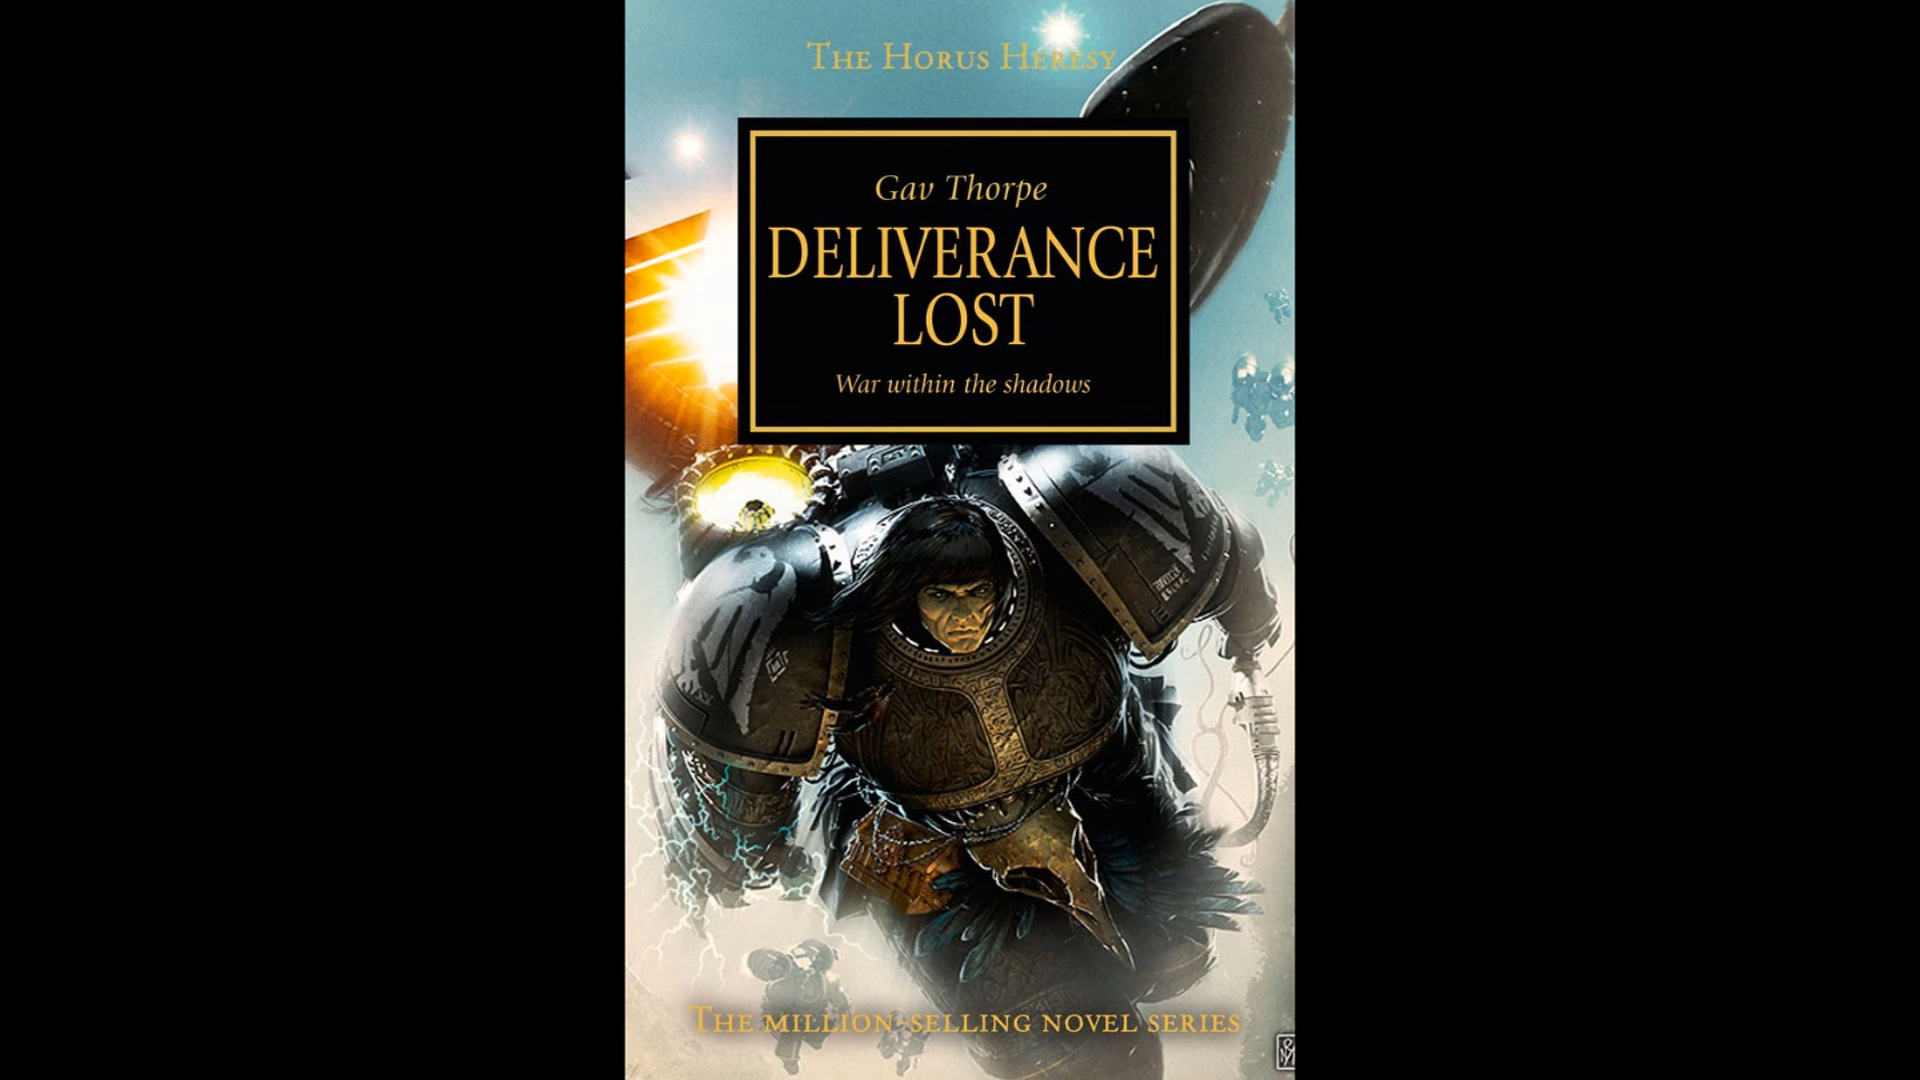 The Horus Heresy
Gav Thorpe
DELIVERANCE
LOST
War within the shadows
The million-selling novel series